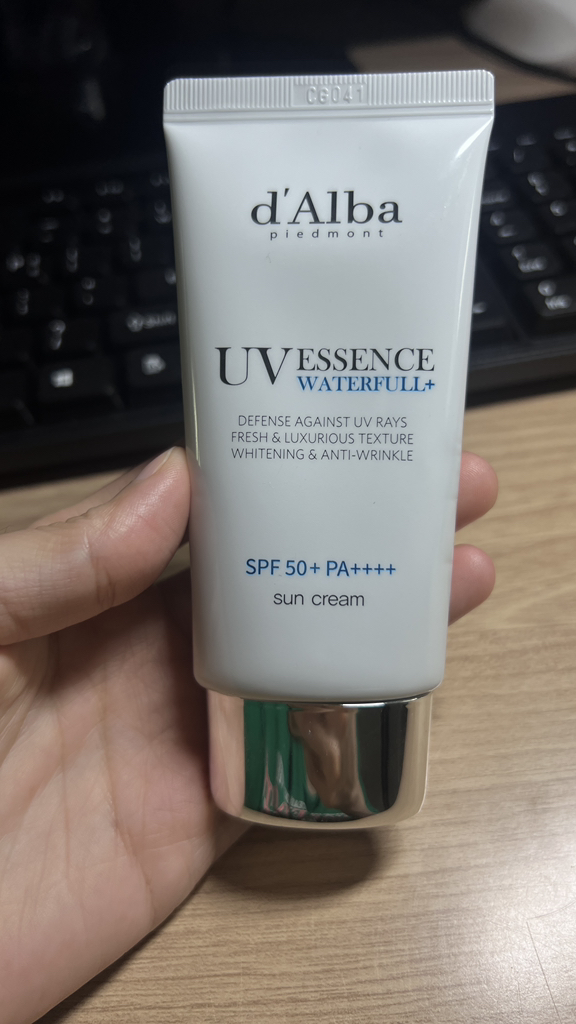 C6041
d'Alba
piedmont
UV ESSENCE
WATERFULL+
DEFENSE AGAINST UV RAYS
FRESH & LUXURIOUS TEXTURE
WHITENING & ANTI-WRINKLE
SPF 50+ PA++++
sun cream